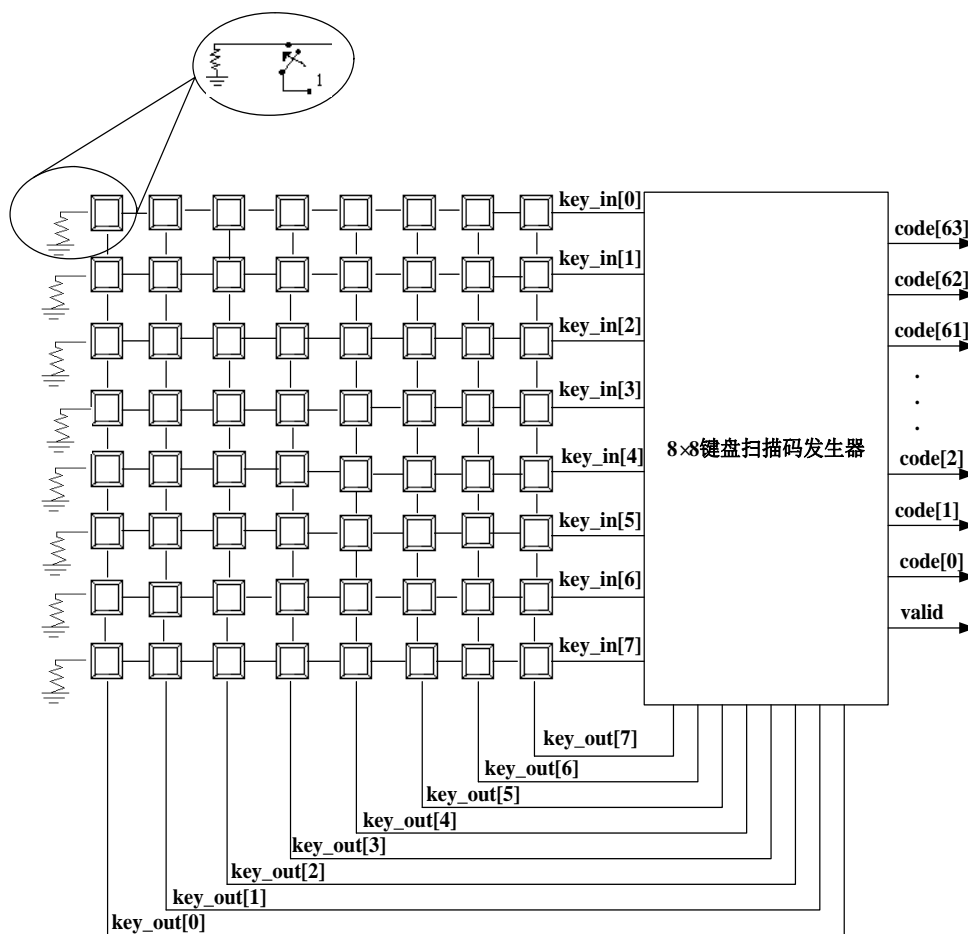 1
key_in[0]
key_in[1]
key_in[2]
key_in[3]
key_in[4]
key_in[5]
key_in[6]
key_in[7]
8×8键盘扫描码发生器
code[63]
code[62]
code[61]
.
.
.
code[2]
code[1]
code[0]
valid
key_out[7]
key_out[6]
key_out[5]
key_out[4]
key_out[3]
key_out[2]
key_out[1]
key_out[0]